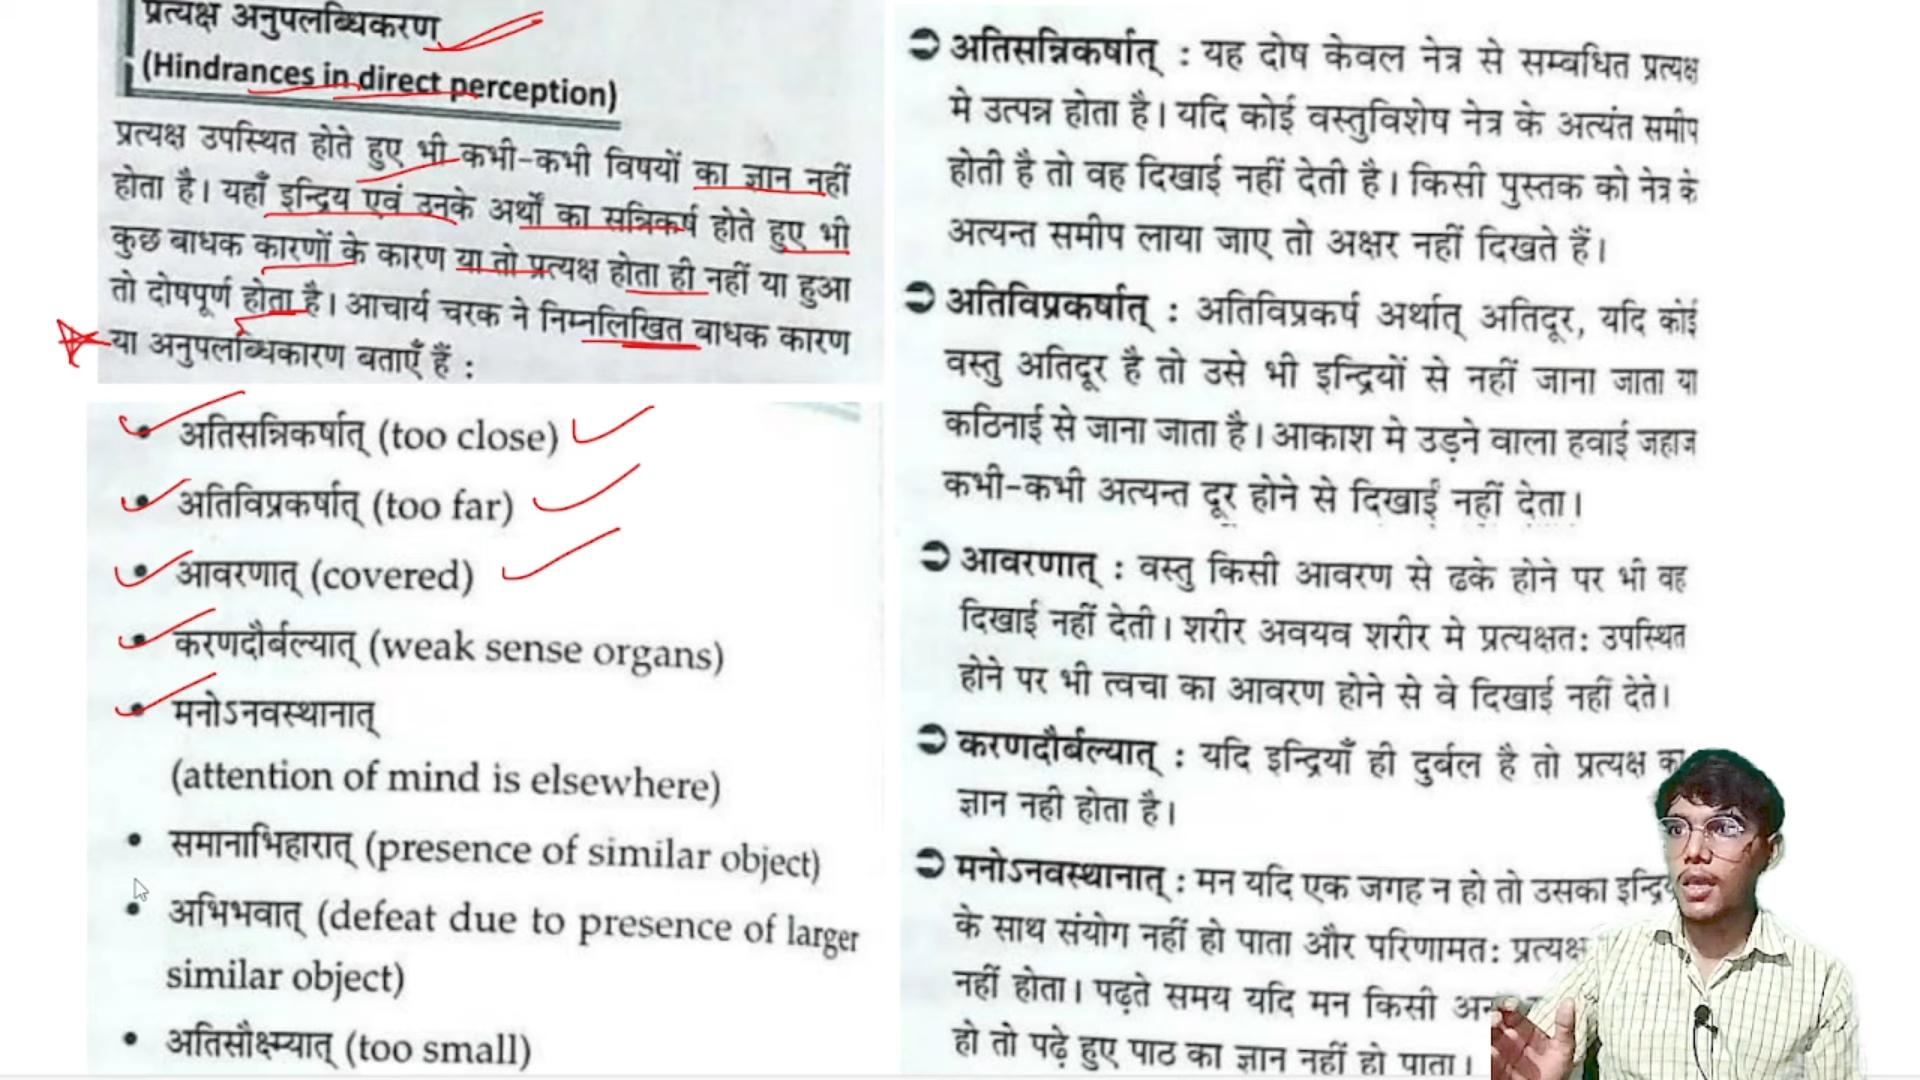 प्रत्यक्ष अनुपलब्धिकरण
(Hindrances in direct perception)
प्रत्यक्ष उपस्थित होते हुए भी कभी-कभी विषयों का ज्ञान नहीं
होता है। यहाँ इन्द्रिय एवं उनके अर्थों का सन्निकर्ष होते हुए भी
कुछ बाधक कारणों के कारण या तो प्रत्यक्ष होता ही नहीं या हुआ
तो दोषपूर्ण होता है। आचार्य चरक ने निम्नलिखित बाधक कारण
या अनुपलब्धिकारण बताएँ हैं :
• अतिसन्निकर्षात् (too close)
• अतिविप्रकर्षात् (too far)
• आवरणात् (covered)
• करणदौर्बल्यात् (weak sense organs)
• मनोऽनवस्थानात्
(attention of mind is elsewhere)
• समानाभिहारात् (presence of similar object)
• अभिभवात् (defeat due to presence of larger
similar object)
• अतिसौक्ष्म्यात् (too small)
अतिसन्निकर्षात् : यह दोष केवल नेत्र से सम्बधित प्रत्यक्ष
मे उत्पन्न होता है। यदि कोई वस्तुविशेष नेत्र के अत्यंत समीप
होती है तो वह दिखाई नहीं देती है। किसी पुस्तक को नेत्र के
अत्यन्त समीप लाया जाए तो अक्षर नहीं दिखते हैं।
अतिविप्रकर्षात् : अतिविप्रकर्ष अर्थात् अतिदूर, यदि कोई
वस्तु अतिदूर है तो उसे भी इन्द्रियों से नहीं जाना जाता या
कठिनाई से जाना जाता है। आकाश मे उड़ने वाला हवाई जहाज
कभी-कभी अत्यन्त दूर होने से दिखाई नहीं देता।
आवरणात् : वस्तु किसी आवरण से ढके होने पर भी वह
दिखाई नहीं देती। शरीर अवयव शरीर मे प्रत्यक्षतः उपस्थित
होने पर भी त्वचा का आवरण होने से वे दिखाई नहीं देते।
करणदौर्बल्यात् : यदि इन्द्रियाँ ही दुर्बल है तो प्रत्यक्ष का
ज्ञान नही होता है।
मनोऽनवस्थानात् : मन यदि एक जगह न हो तो उसका
के साथ संयोग नहीं हो पाता और परिणामतः प्रत्यक्ष
नहीं होता। पढ़ते समय यदि मन किसी
हो तो पढ़े हुए पाठ का ज्ञान नहीं हो पाता।